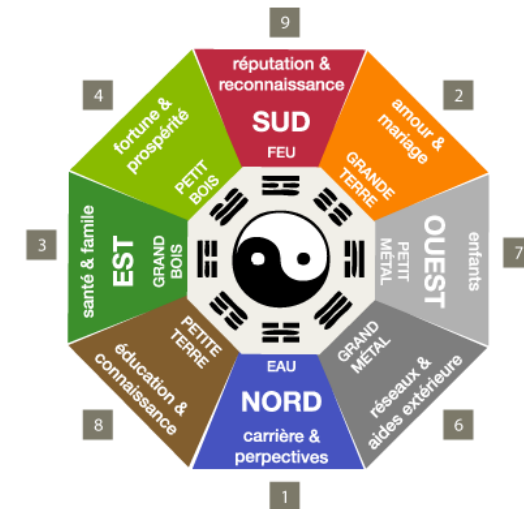 9
réputation &
reconnaissance
SUD
FEU
4
fortune &
prospérité
PETIT
BOIS
2
amour &
mariage
GRANDE
TERRE
3
santé & famile
EST
GRAND
BOIS
7
enfants
OUEST
PETIT
MÉTAL
8
éducation &
connaissance
PETITE
TERRE
6
réseaux &
aides extérieure
GRAND
MÉTAL
EAU
NORD
carrière &
perpectives
1